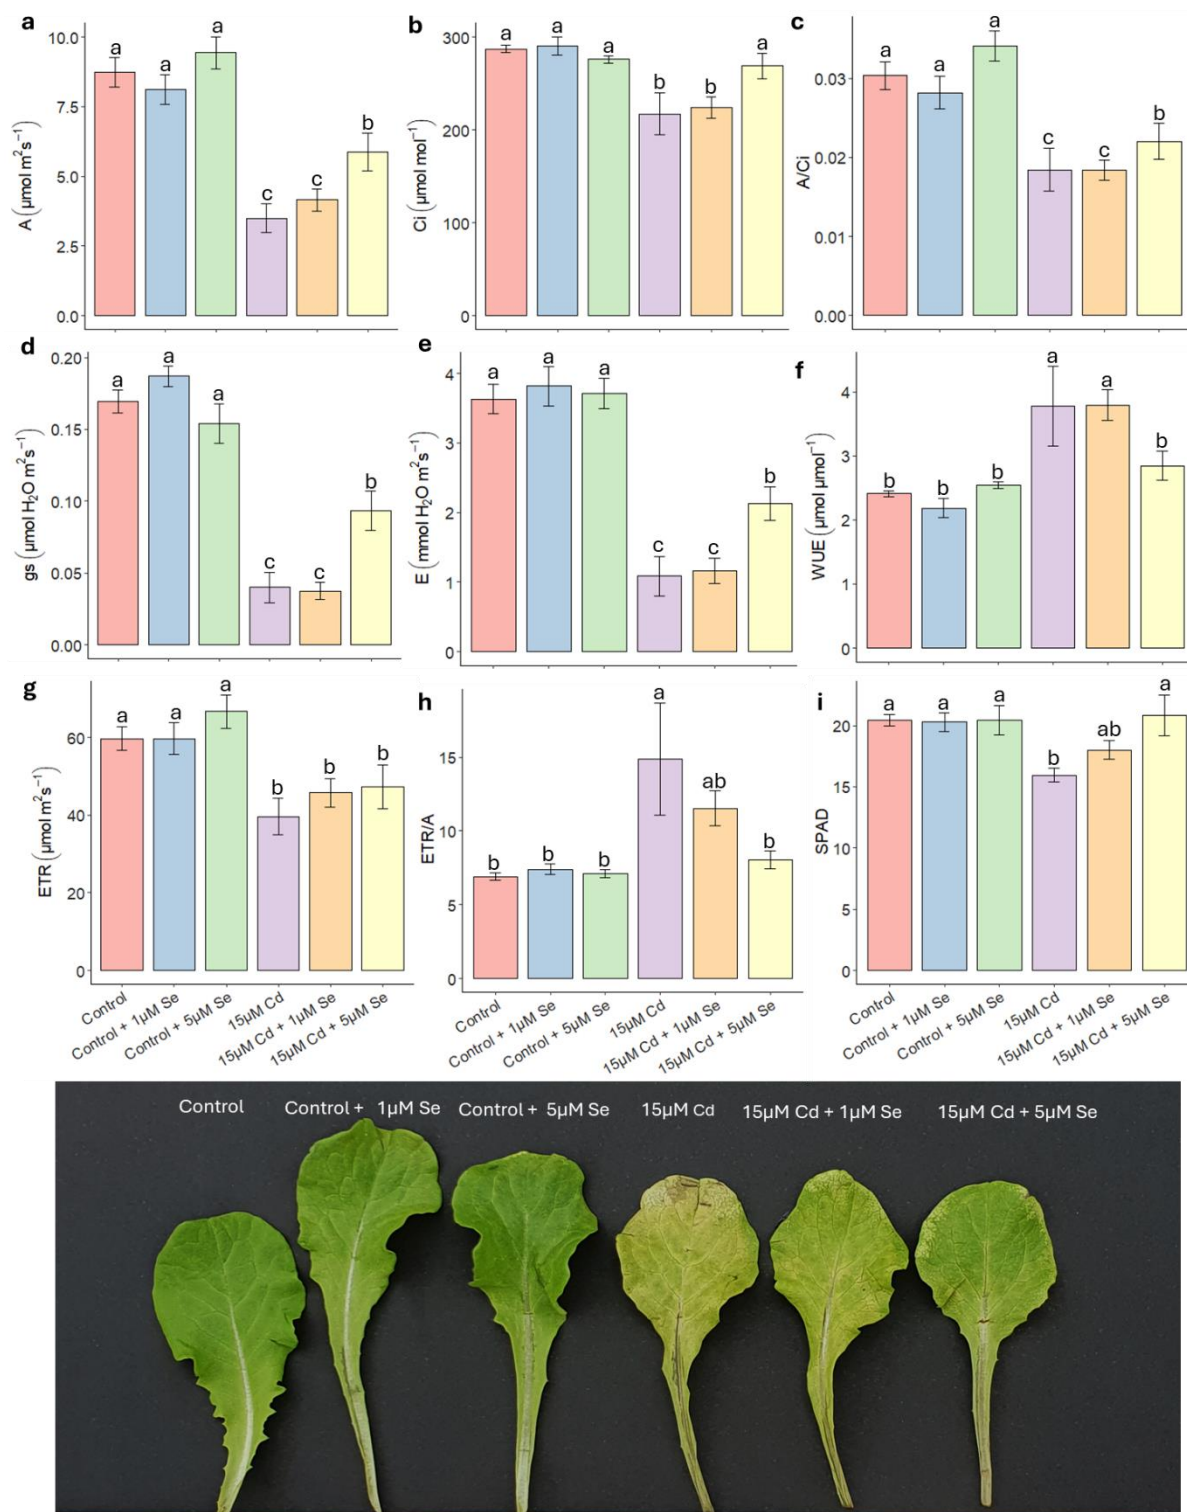 a
A (µmol m² s⁻¹)
10.0
7.5
5.0
2.5
0.0
a
a
a
c
c
b
b
Ci (µmol mol⁻¹)
300
200
100
0
a
a
a
b
b
a
c
A/Ci
0.03
0.02
0.01
0.00
a
a
a
c
c
b
d
gs (µmol H₂O m² s⁻¹)
0.20
0.15
0.10
0.05
0.00
a
a
a
c
c
b
e
E (mmol H₂O m² s⁻¹)
4
3
2
1
0
a
a
a
c
c
b
f
WUE (µmol µmol⁻¹)
4
3
2
1
0
b
b
b
a
a
b
g
ETR (µmol m² s⁻¹)
60
40
20
0
a
a
a
b
b
b
Control
Control + 1µM Se
Control + 5µM Se
15µM Cd
15µM Cd + 1µM Se
15µM Cd + 5µM Se
h
ETR/A
15
10
5
0
b
b
b
a
ab
b
Control
Control + 1µM Se
Control + 5µM Se
15µM Cd
15µM Cd + 1µM Se
15µM Cd + 5µM Se
i
SPAD
20
15
10
5
0
a
a
a
b
ab
a
Control
Control + 1µM Se
Control + 5µM Se
15µM Cd
15µM Cd + 1µM Se
15µM Cd + 5µM Se
Control
Control + 1µM Se
Control + 5µM Se
15µM Cd
15µM Cd + 1µM Se
15µM Cd + 5µM Se